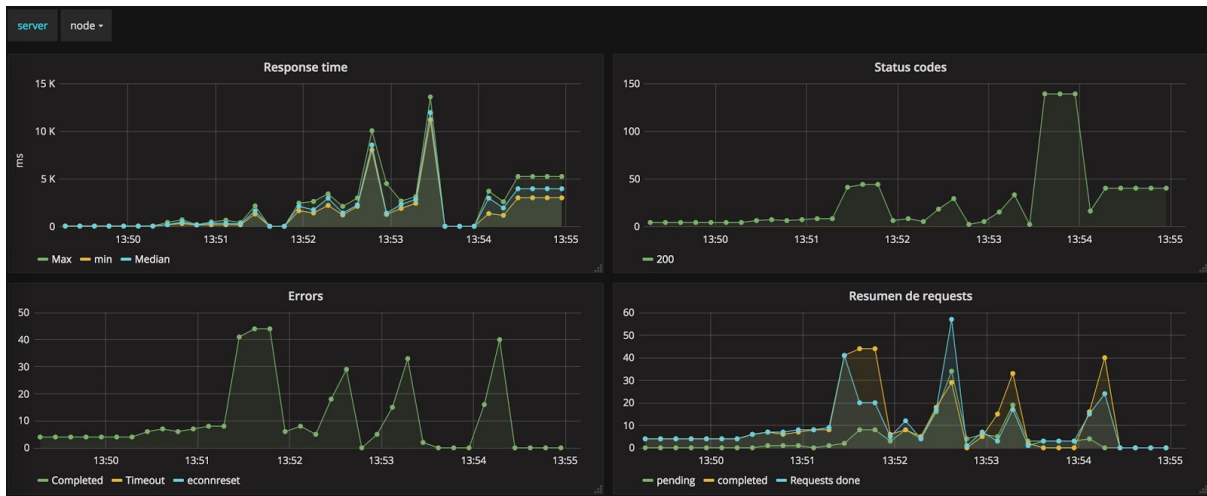 server node
Response time
15 K
10 K
5 K
0
ms
13:50 13:51 13:52 13:53 13:54 13:55
Max min Median
Status codes
150
100
50
0
13:50 13:51 13:52 13:53 13:54 13:55
200
Errors
50
40
30
20
10
0
13:50 13:51 13:52 13:53 13:54 13:55
Completed Timeout econnreset
Resumen de requests
60
50
40
30
20
10
0
13:50 13:51 13:52 13:53 13:54 13:55
pending completed Requests done